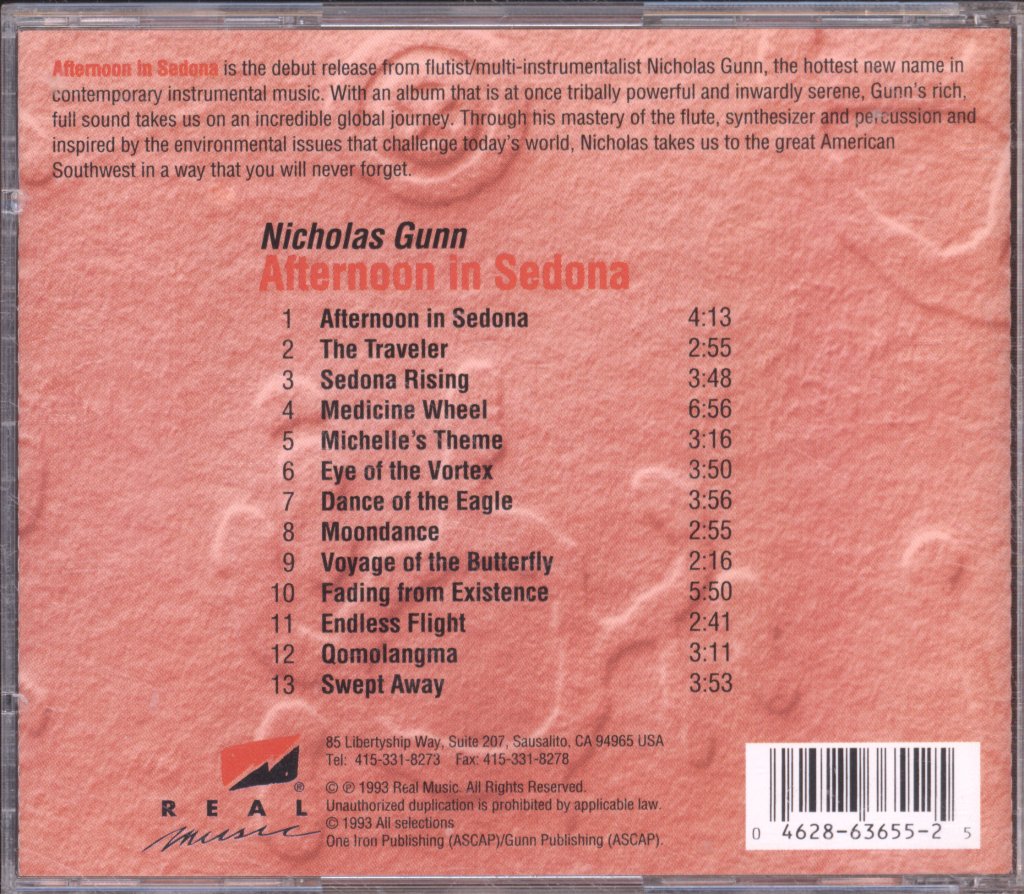 Afternoon in Sedona is the debut release from flutist/multi-instrumentalist Nicholas Gunn, the hottest new name in
contemporary instrumental music. With an album that is at once tribally powerful and inwardly serene, Gunn's rich,
full sound takes us on an incredible global journey. Through his mastery of the flute, synthesizer and percussion and
inspired by the environmental issues that challenge today's world, Nicholas takes us to the great American
Southwest in a way that you will never forget.
Nicholas Gunn
Afternoon in Sedona
1 Afternoon in Sedona 4:13
2 The Traveler 2:55
3 Sedona Rising 3:48
4 Medicine Wheel 6:56
5 Michelle's Theme 3:16
6 Eye of the Vortex 3:50
7 Dance of the Eagle 3:56
8 Moondance 2:55
9 Voyage of the Butterfly 2:16
10 Fading from Existence 5:50
11 Endless Flight 2:41
12 Qomolangma 3:11
13 Swept Away 3:53
85 Libertyship Way, Suite 207, Sausalito, CA 94965 USA
Tel: 415-331-8273 Fax: 415-331-8278
© ℗ 1993 Real Music. All Rights Reserved.
Unauthorized duplication is prohibited by applicable law.
© 1993 All selections
One Iron Publishing (ASCAP)/Gunn Publishing (ASCAP).
®
REAL
music
0 4628-63655-2 5